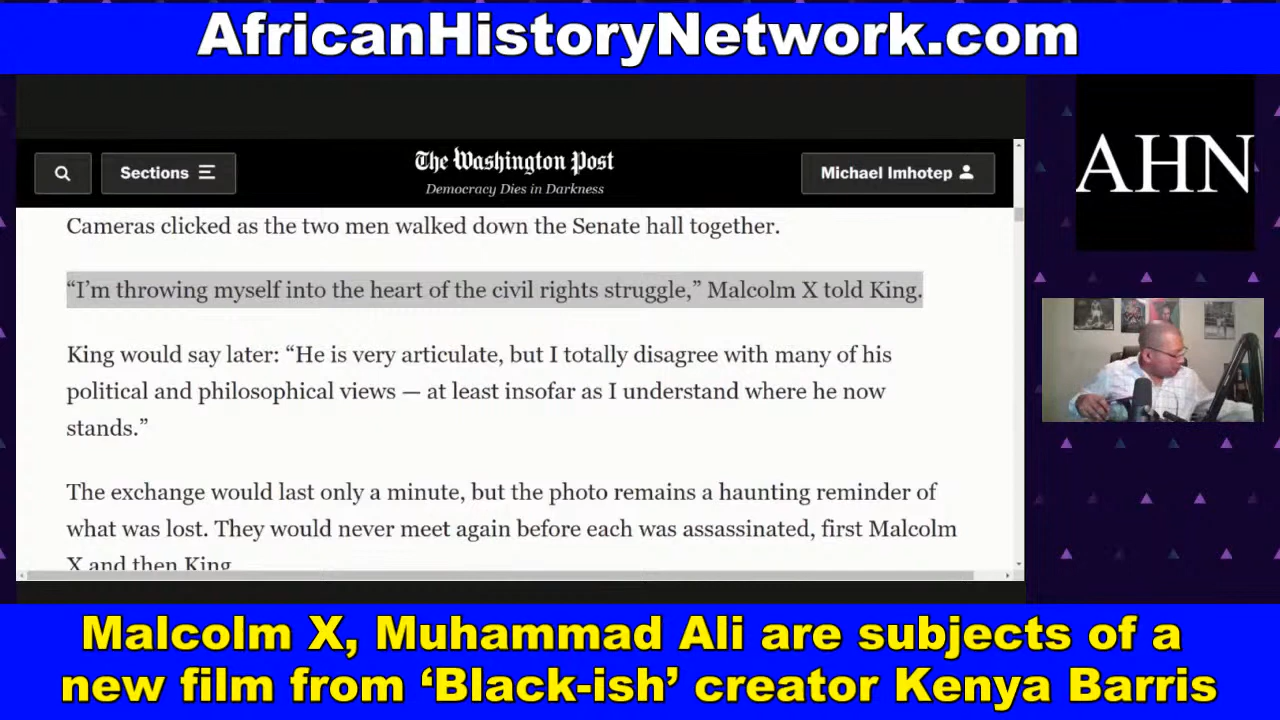 AfricanHistoryNetwork.com
The Washington Post
Democracy Dies in Darkness
Sections
Michael Imhotep
AHN
Cameras clicked as the two men walked down the Senate hall together.
“I’m throwing myself into the heart of the civil rights struggle,” Malcolm X told King.
King would say later: “He is very articulate, but I totally disagree with many of his
political and philosophical views — at least insofar as I understand where he now
stands.”
The exchange would last only a minute, but the photo remains a haunting reminder of
what was lost. They would never meet again before each was assassinated, first Malcolm
X and then King
Malcolm X, Muhammad Ali are subjects of a
new film from ‘Black-ish’ creator Kenya Barris